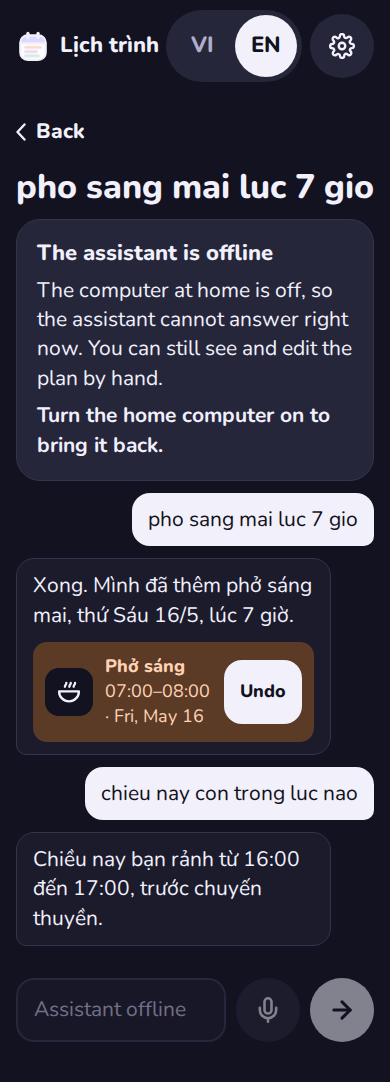 Lịch trình VI EN
Back
pho sang mai luc 7 gio
The assistant is offline
The computer at home is off, so
the assistant cannot answer right
now. You can still see and edit the
plan by hand.
Turn the home computer on to
bring it back.
pho sang mai luc 7 gio
Xong. Mình đã thêm phở sáng
mai, thứ Sáu 16/5, lúc 7 giờ.
Phở sáng
07:00–08:00
· Fri, May 16
Undo
chieu nay con trong luc nao
Chiều nay bạn rảnh từ 16:00
đến 17:00, trước chuyến
thuyền.
Assistant offline